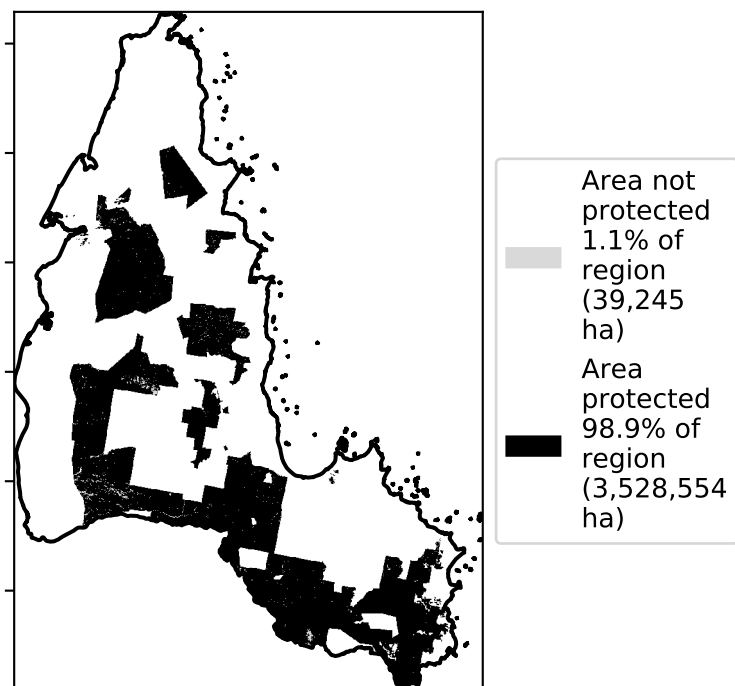 Area not
protected
1.1% of
region
(39,245
ha)
Area
protected
98.9% of
region
(3,528,554
ha)